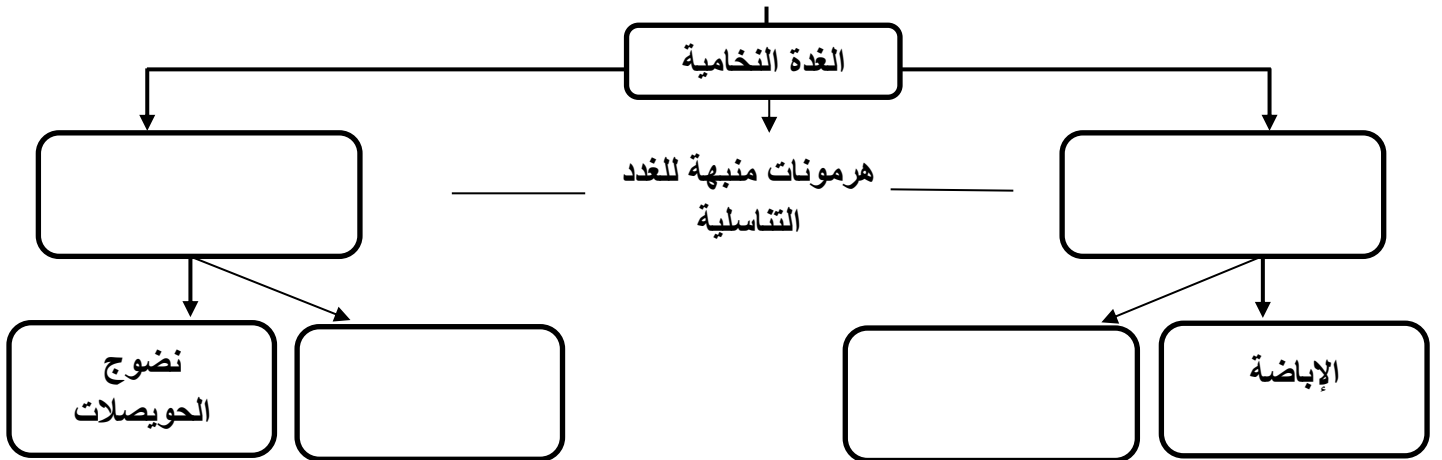 الغدة النخامية
هرمونات منبهة للغدد
التناسلية
الإباضة
نضوج
الحويصلات